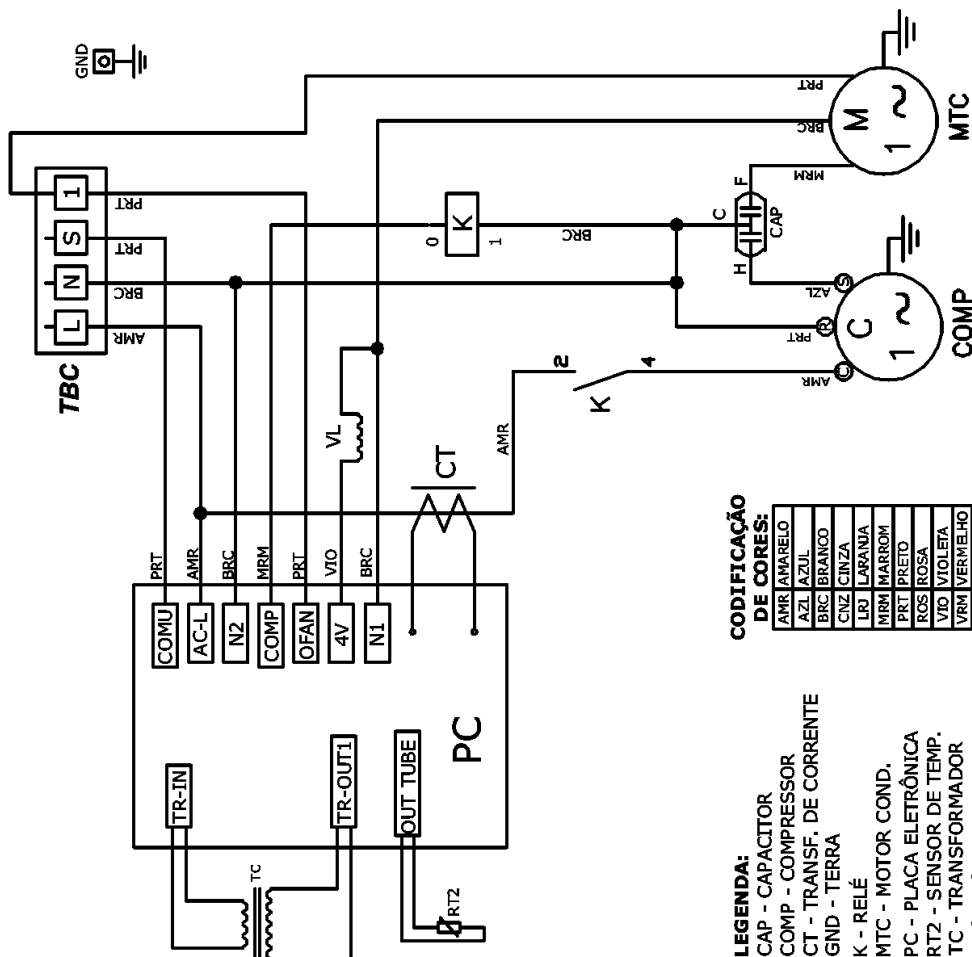 GND
TBC
L
N
S
1
AMR
BRC
PRT
PRT
PRT
AMR
BRC
MRM
PRT
VIO
BRC
COMU
AC-L
N2
COMP
OFAN
4V
N1
VL
CT
AMR
0
K
1
BRC
2
K
4
PRT
BRC
MRM
M
1 ~
MTC
F
C
H
CAP
AZL
PRT
AMR
S
R
C
C
1 ~
COMP
TR-IN
TR-OUT1
OUT TUBE
PC
TC
RT2
CODIFICAÇÃO
DE CORES:
AMR AMARELO
AZL AZUL
BRC BRANCO
CNZ CINZA
LRJ LARANJA
MRM MARROM
PRT PRETO
ROS ROSA
VIO VIOLETA
VRM VERMELHO
LEGENDA:
CAP - CAPACITOR
COMP - COMPRESSOR
CT - TRANSF. DE CORRENTE
GND - TERRA
K - RELÉ
MTC - MOTOR COND.
PC - PLACA ELETRÔNICA
RT2 - SENSOR DE TEMP.
TC - TRANSFORMADOR